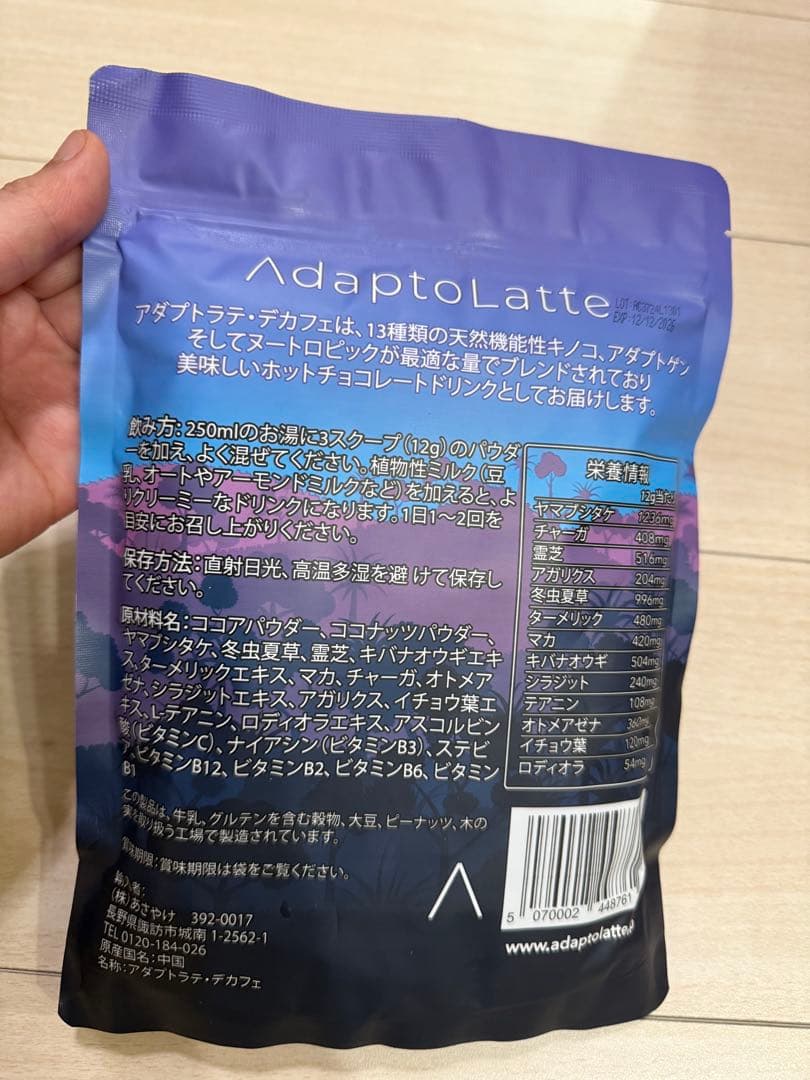 AdaptoLatte
LOT: AC3724L1301
EXP: 12/12/2026
アダプトラテ・デカフェは、13種類の天然機能性キノコ、アダプトゲン
そしてヌートロピックが最適な量でブレンドされており
美味しいホットチョコレートドリンクとしてお届けします。
飲み方: 250mlのお湯に3スクープ(12g)のパウダ
ーを加え、よく混ぜてください。植物性ミルク(豆
乳、オートやアーモンドミルクなど)を加えると、よ
りクリーミーなドリンクになります。1日1~2回を
目安にお召し上がりください。
保存方法:直射日光、高温多湿を避 けて保存し
てください。
原材料名:ココアパウダー、ココナッツパウダー、
ヤマブシタケ、冬虫夏草、霊芝、キバナオウギエキ
ス、ターメリックエキス、マカ、チャーガ、オトメア
ゼナ、シラジットエキス、アガリクス、イチョウ葉エ
キス、L-テアニン、ロディオラエキス、アスコルビン
酸(ビタミンC)、ナイアシン(ビタミンB3)、ステビ
ア、ビタミンB12、ビタミンB2、ビタミンB6、ビタミン
B1
この製品は、牛乳、グルテンを含む穀物、大豆、ピーナッツ、木の
実を取り扱う工場で製造されています。
賞味期限:賞味期限は袋をご覧ください。
輸入者:
(株)あさやけ 392-0017
長野県諏訪市城南 1-2562-1
TEL 0120-184-026
原産国名:中国
名称:アダプトラテ・デカフェ
栄養情報
12g当たり
ヤマブシタケ 1236mg
チャーガ 408mg
霊芝 516mg
アガリクス 204mg
冬虫夏草 996mg
ターメリック 480mg
マカ 420mg
キバナオウギ 504mg
シラジット 240mg
テアニン 108mg
オトメアゼナ 360mg
イチョウ葉 120mg
ロディオラ 54mg
5 070002 448761
www.adaptolatte.